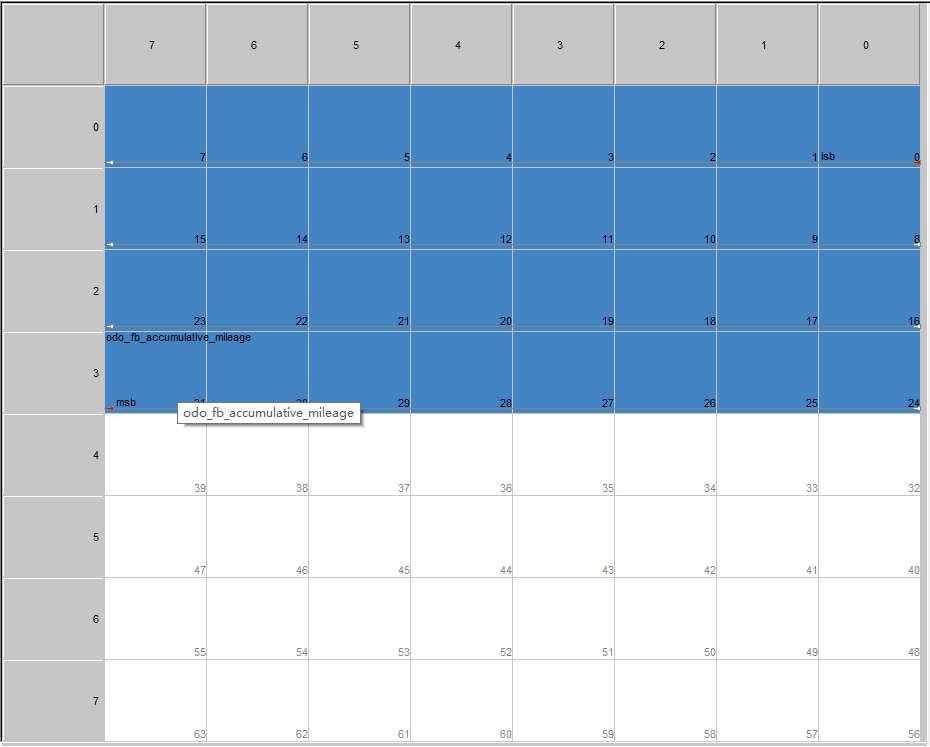 7 6 5 4 3 2 1 0
0
7 6 5 4 3 2 1 lsb 0
1
15 14 13 12 11 10 9 8
2
23 22 21 20 19 18 17 16
odo_fb_accumulative_mileage
3
msb 29 28 27 26 25 24
odo_fb_accumulative_mileage
4
39 38 37 36 35 34 33 32
5
47 46 45 44 43 42 41 40
6
55 54 53 52 51 50 49 48
7
63 62 61 60 59 58 57 56